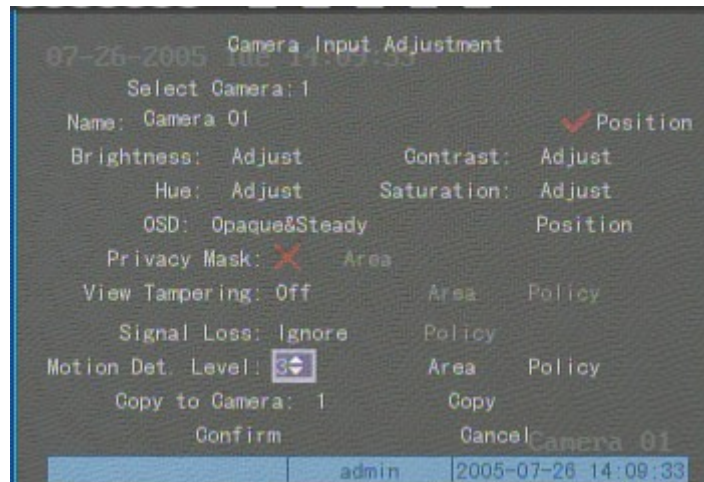 Camera Input Adjustment
07-26-2005 Tue 14:09:33
Select Camera: 1
Name: Camera 01 Position
Brightness: Adjust Contrast: Adjust
Hue: Adjust Saturation: Adjust
OSD: Opaque&Steady Position
Privacy Mask: Area
View Tampering: Off Area Policy
Signal Loss: Ignore Policy
Motion Det. Level: 3 Area Policy
Copy to Camera: 1 Copy
Confirm Cancel
Camera 01
admin 2005-07-26 14:09:33